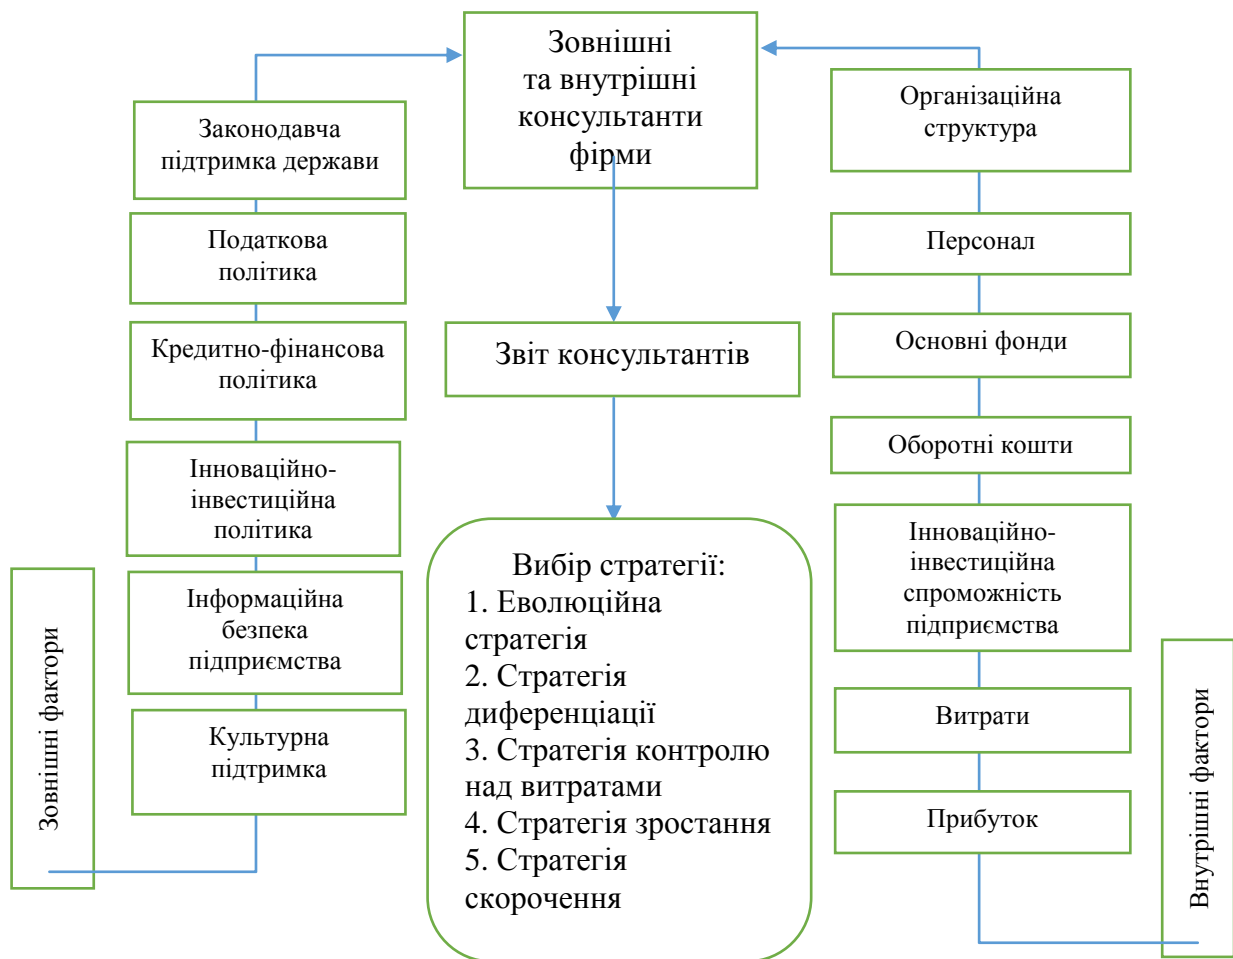 Зовнішні
та внутрішні
консультанти
фірми
Законодавча
підтримка держави
Податкова
політика
Кредитно-фінансова
політика
Інноваційно-
інвестиційна
політика
Інформаційна
безпека
підприємства
Культурна
підтримка
Зовнішні фактори
Звіт консультантів
Вибір стратегії:
1. Еволюційна
стратегія
2. Стратегія
диференціації
3. Стратегія контролю
над витратами
4. Стратегія зростання
5. Стратегія
скорочення
Організаційна
структура
Персонал
Основні фонди
Оборотні кошти
Інноваційно-
інвестиційна
спроможність
підприємства
Витрати
Прибуток
Внутрішні фактори